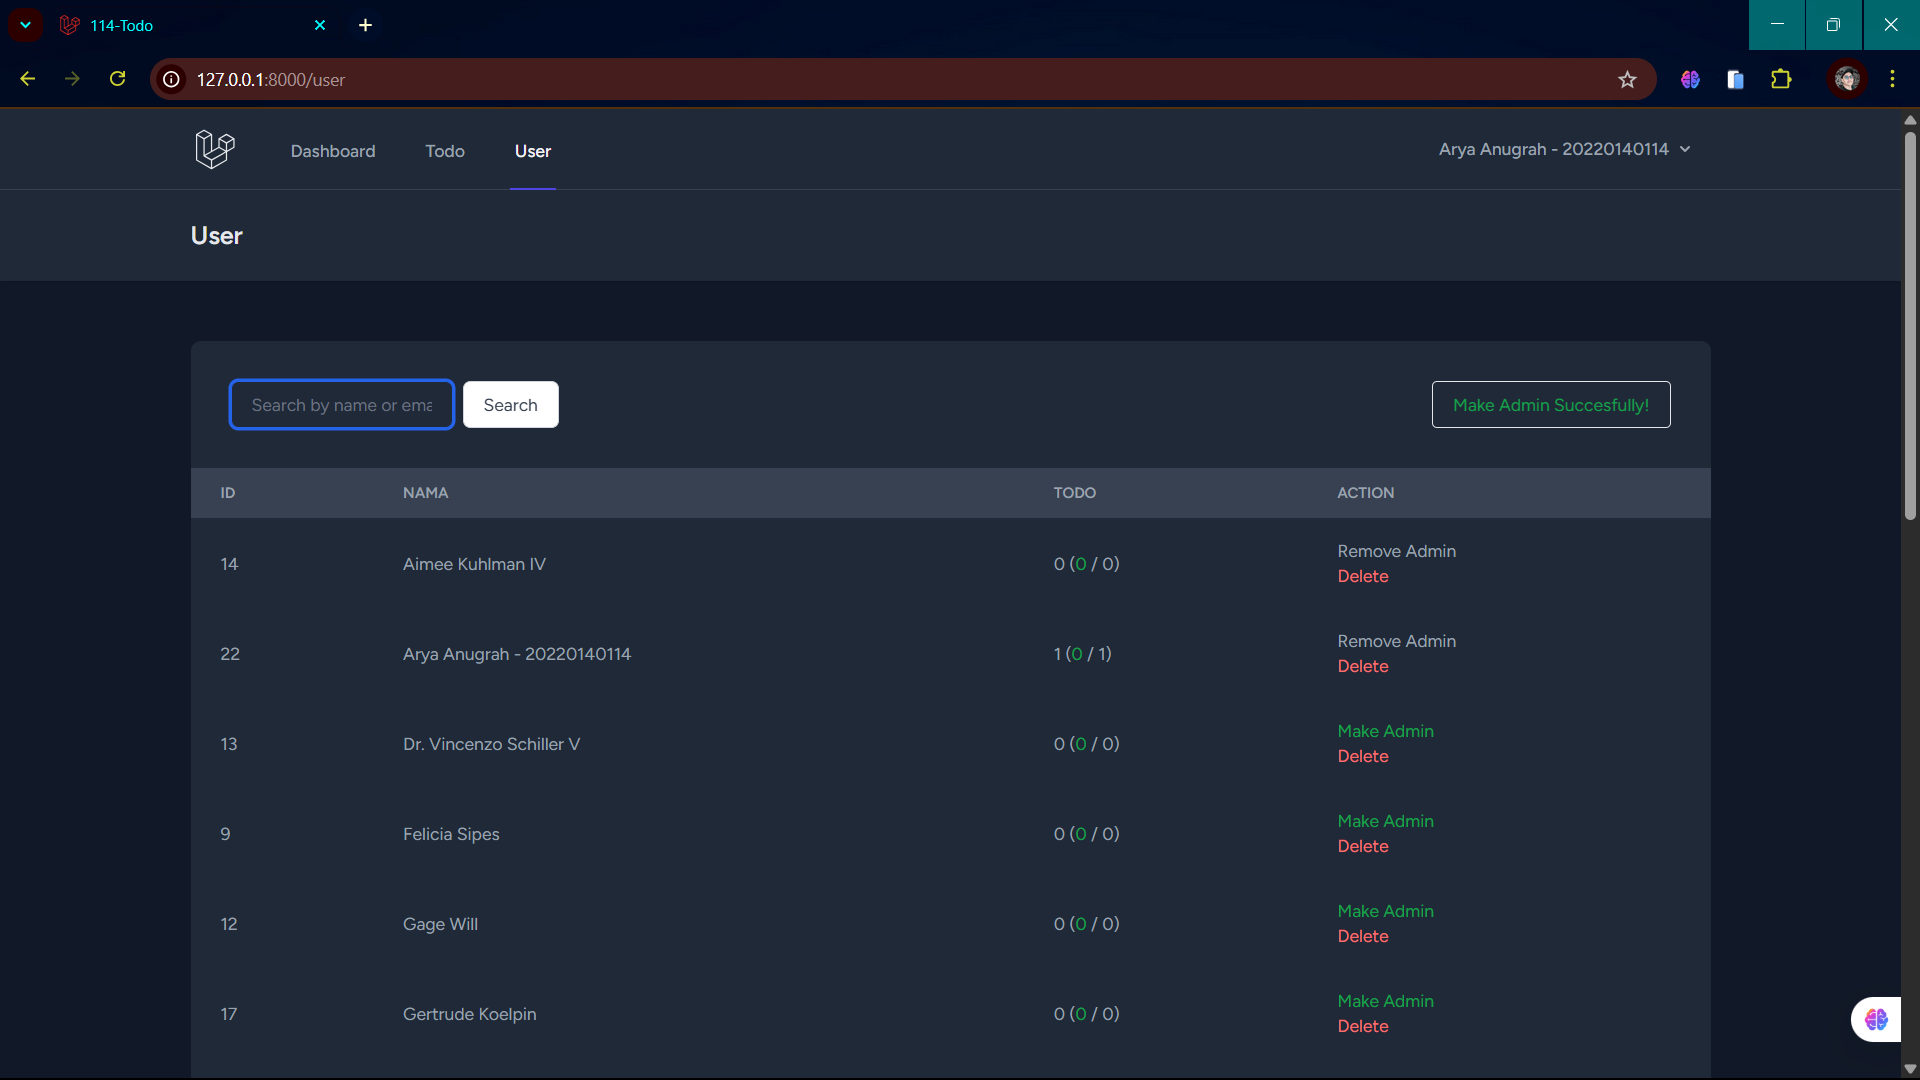 114-Todo
127.0.0.1:8000/user
Dashboard Todo User Arya Anugrah - 20220140114
User
Search by name or ema Search Make Admin Succesfully!
ID NAMA TODO ACTION
14 Aimee Kuhlman IV 0 (0 / 0) Remove Admin
Delete
22 Arya Anugrah - 20220140114 1 (0 / 1) Remove Admin
Delete
13 Dr. Vincenzo Schiller V 0 (0 / 0) Make Admin
Delete
9 Felicia Sipes 0 (0 / 0) Make Admin
Delete
12 Gage Will 0 (0 / 0) Make Admin
Delete
17 Gertrude Koelpin 0 (0 / 0) Make Admin
Delete